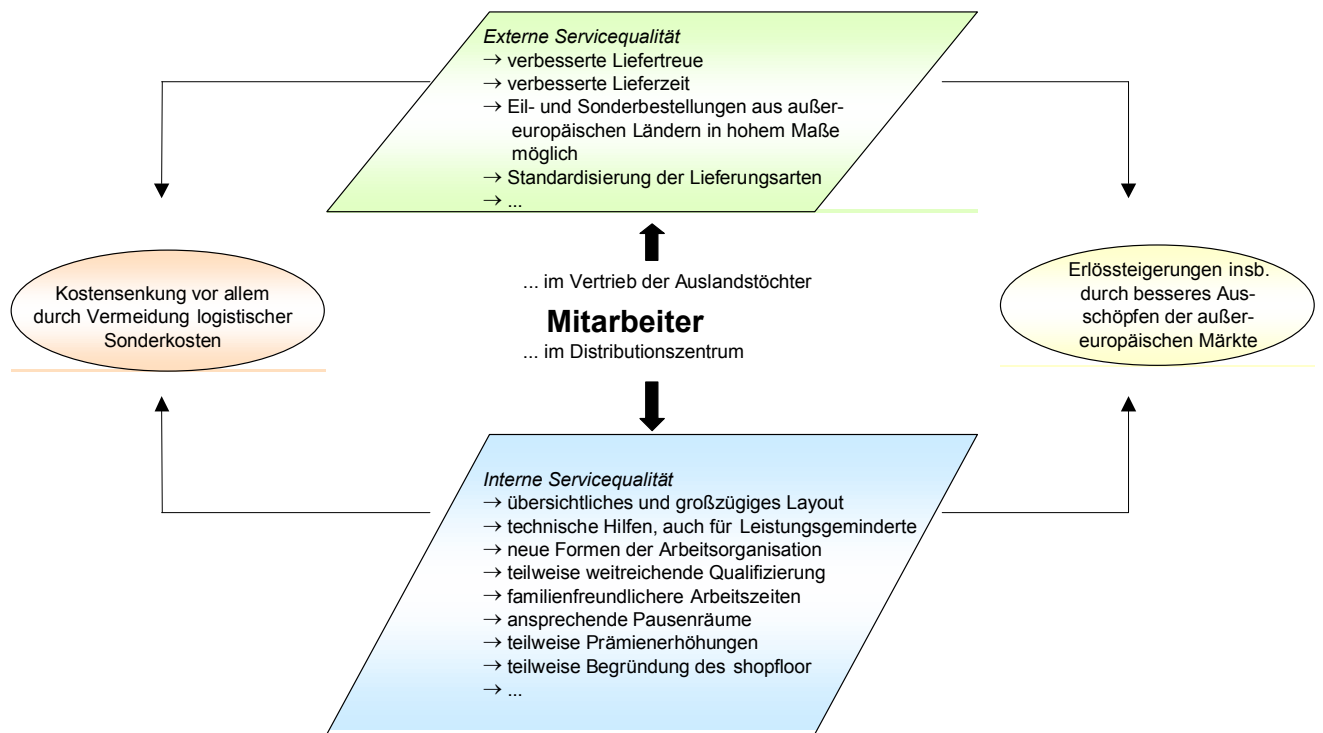 Externe Servicequalität
→ verbesserte Liefertreue
→ verbesserte Lieferzeit
→ Eil- und Sonderbestellungen aus außer-
europäischen Ländern in hohem Maße
möglich
→ Standardisierung der Lieferungsarten
→ ...
Kostensenkung vor allem
durch Vermeidung logistischer
Sonderkosten
... im Vertrieb der Auslandstöchter
Mitarbeiter
... im Distributionszentrum
Erlössteigerungen insb.
durch besseres Aus-
schöpfen der außer-
europäischen Märkte
Interne Servicequalität
→ übersichtliches und großzügiges Layout
→ technische Hilfen, auch für Leistungsgeminderte
→ neue Formen der Arbeitsorganisation
→ teilweise weitreichende Qualifizierung
→ familienfreundlichere Arbeitszeiten
→ ansprechende Pausenräume
→ teilweise Prämienerhöhungen
→ teilweise Begründung des shopfloor
→ ...